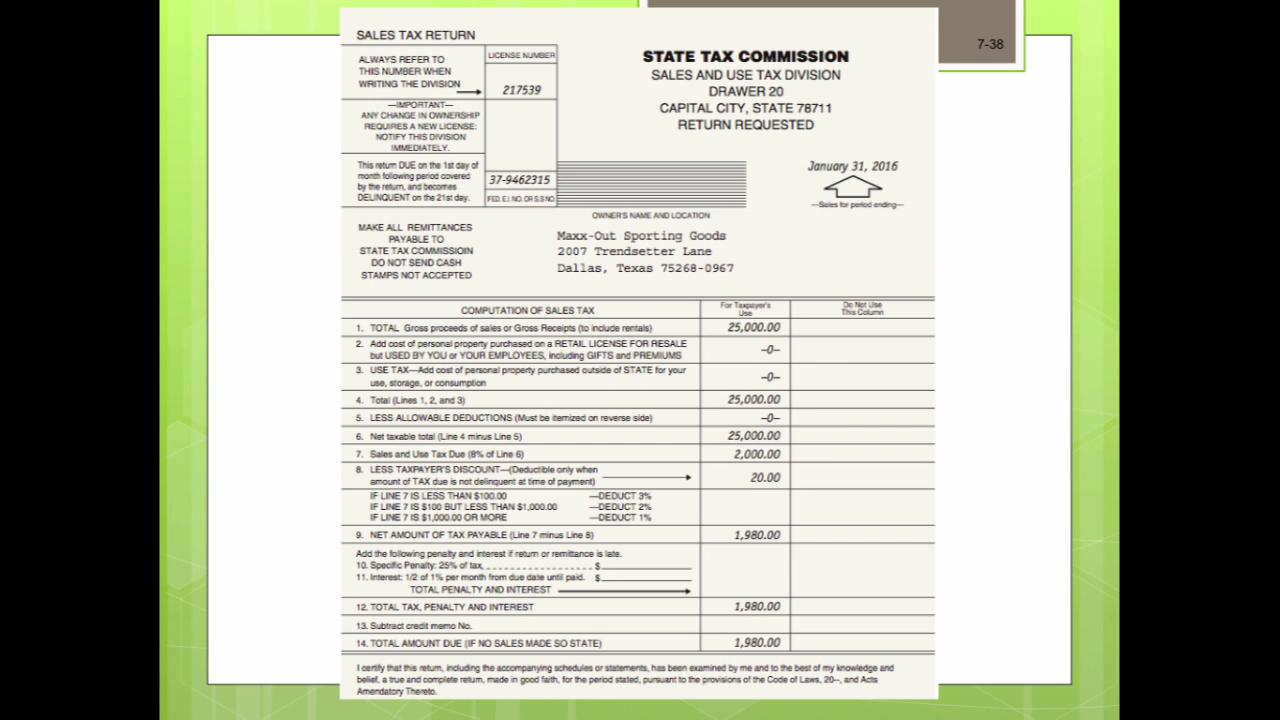 7-38
SALES TAX RETURN
ALWAYS REFER TO
THIS NUMBER WHEN
WRITING THE DIVISION
LICENSE NUMBER
217539
—IMPORTANT—
ANY CHANGE IN OWNERSHIP
REQUIRES A NEW LICENSE:
NOTIFY THIS DIVISION
IMMEDIATELY.
This return DUE on the 1st day of
month following period covered
by the return, and becomes
DELINQUENT on the 21st day.
37-9462315
FED. E.I. NO. OR S.S NO.
STATE TAX COMMISSION
SALES AND USE TAX DIVISION
DRAWER 20
CAPITAL CITY, STATE 78711
RETURN REQUESTED
January 31, 2016
—Sales for period ending—
MAKE ALL REMITTANCES
PAYABLE TO
STATE TAX COMMISSIOIN
DO NOT SEND CASH
STAMPS NOT ACCEPTED
OWNER'S NAME AND LOCATION
Maxx-Out Sporting Goods
2007 Trendsetter Lane
Dallas, Texas 75268-0967
COMPUTATION OF SALES TAX
For Taxpayer's
Use
Do Not Use
This Column
1. TOTAL Gross proceeds of sales or Gross Receipts (to include rentals) 25,000.00
2. Add cost of personal property purchased on a RETAIL LICENSE FOR RESALE
but USED BY YOU or YOUR EMPLOYEES, including GIFTS and PREMIUMS –0–
3. USE TAX—Add cost of personal property purchased outside of STATE for your
use, storage, or consumption –0–
4. Total (Lines 1, 2, and 3) 25,000.00
5. LESS ALLOWABLE DEDUCTIONS (Must be itemized on reverse side) –0–
6. Net taxable total (Line 4 minus Line 5) 25,000.00
7. Sales and Use Tax Due (8% of Line 6) 2,000.00
8. LESS TAXPAYER'S DISCOUNT—(Deductible only when
amount of TAX due is not delinquent at time of payment) 20.00
IF LINE 7 IS LESS THAN $100.00 —DEDUCT 3%
IF LINE 7 IS $100 BUT LESS THAN $1,000.00 —DEDUCT 2%
IF LINE 7 IS $1,000.00 OR MORE —DEDUCT 1%
9. NET AMOUNT OF TAX PAYABLE (Line 7 minus Line 8) 1,980.00
Add the following penalty and interest if return or remittance is late.
10. Specific Penalty: 25% of tax, $
11. Interest: 1/2 of 1% per month from due date until paid. $
TOTAL PENALTY AND INTEREST
12. TOTAL TAX, PENALTY AND INTEREST 1,980.00
13. Subtract credit memo No.
14. TOTAL AMOUNT DUE (IF NO SALES MADE SO STATE) 1,980.00
I certify that this return, including the accompanying schedules or statements, has been examined by me and to the best of my knowledge and
belief, a true and complete return, made in good faith, for the period stated, pursuant to the provisions of the Code of Laws, 20–, and Acts
Amendatory Thereto.